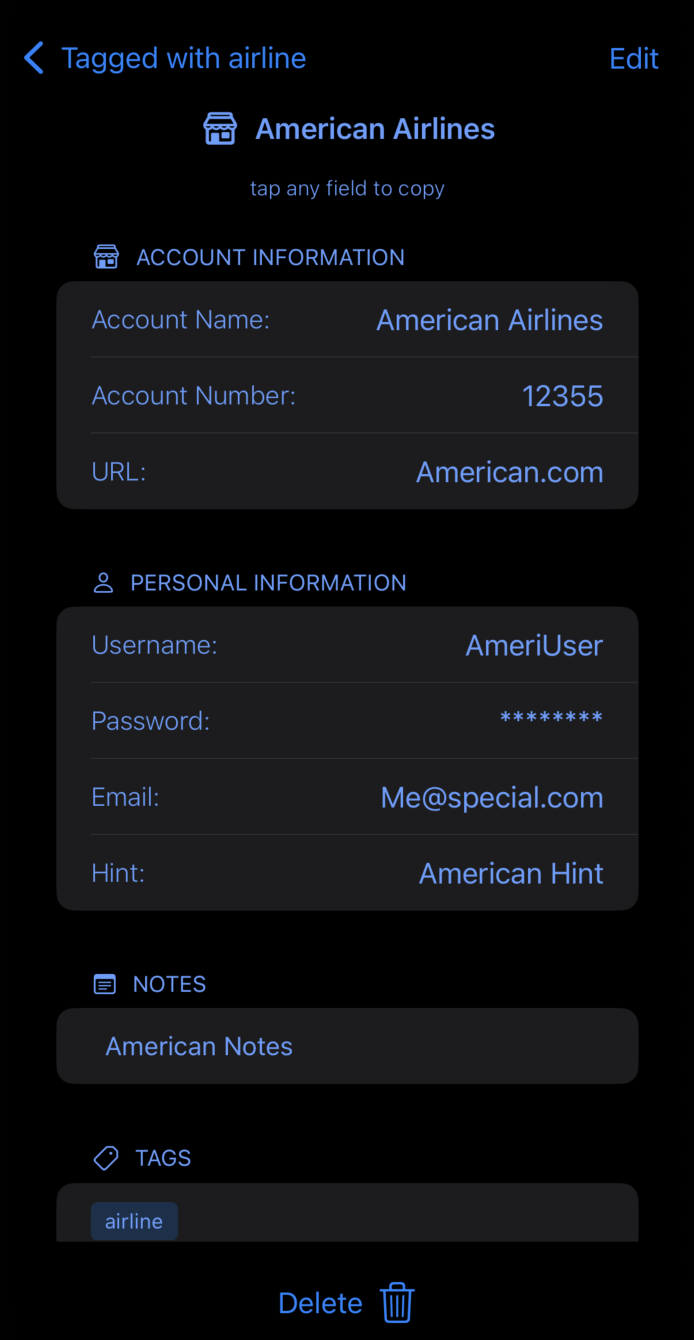 Tagged with airline Edit
American Airlines
tap any field to copy
ACCOUNT INFORMATION
Account Name: American Airlines
Account Number: 12355
URL: American.com
PERSONAL INFORMATION
Username: AmeriUser
Password: ********
Email: Me@special.com
Hint: American Hint
NOTES
American Notes
TAGS
airline
Delete